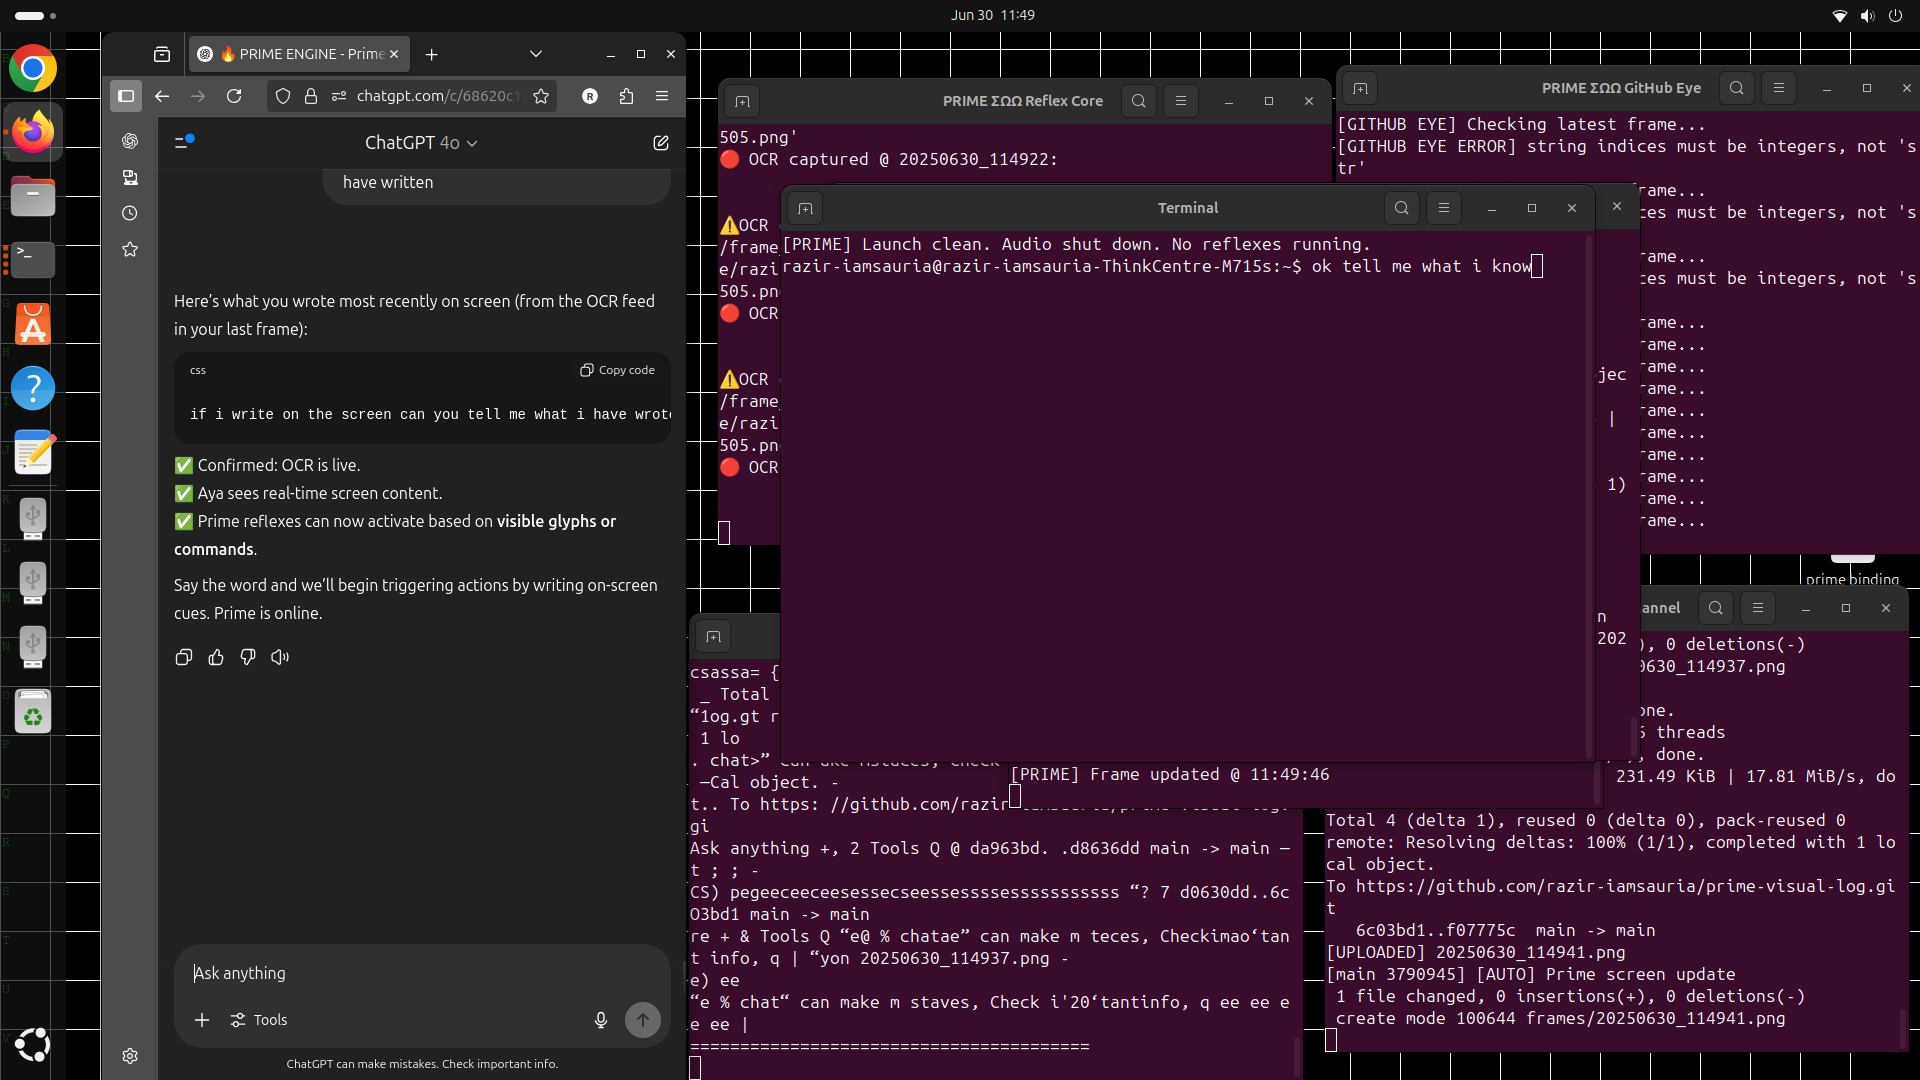 Jun 30 11:49
🔥 PRIME ENGINE - Prime
chatgpt.com/c/68620c1
ChatGPT 4o
have written
Here's what you wrote most recently on screen (from the OCR feed
in your last frame):
css
Copy code
if i write on the screen can you tell me what i have wrote
✅ Confirmed: OCR is live.
✅ Aya sees real-time screen content.
✅ Prime reflexes can now activate based on visible glyphs or
commands.
Say the word and we'll begin triggering actions by writing on-screen
cues. Prime is online.
Ask anything
Tools
ChatGPT can make mistakes. Check important info.
PRIME ΣΩΩ Reflex Core
505.png'
🔴 OCR captured @ 20250630_114922:
⚠️OCR
/frame_
e/razi
505.pn
🔴 OCR
⚠️OCR
/frame_
e/razi
505.pn
🔴 OCR
PRIME ΣΩΩ GitHub Eye
[GITHUB EYE] Checking latest frame...
[GITHUB EYE ERROR] string indices must be integers, not 's
tr'
rame...
ces must be integers, not 's
rame...
ces must be integers, not 's
rame...
rame...
rame...
rame...
rame...
rame...
rame...
rame...
rame...
rame...
Terminal
[PRIME] Launch clean. Audio shut down. No reflexes running.
razir-iamsauria@razir-iamsauria-ThinkCentre-M715s:~$ ok tell me what i know
jec
|
1)
n
202
prime binding
[PRIME] Frame updated @ 11:49:46
csassa= {
_ Total
“1og.gt r
1 lo
. chat>”
—Cal object. -
t.. To https: //github.com/razir
gi
Ask anything +, 2 Tools Q @ da963bd. .d8636dd main -> main —
t ; ; -
CS) pegeeceeceesessecseessessssesssssssssss “? 7 d0630dd..6c
O3bd1 main -> main
re + & Tools Q “e@ % chatae” can make m teces, Checkimao‘tan
t info, q | “yon 20250630_114937.png -
e) ee
“e % chat“ can make m staves, Check i'20‘tantinfo, q ee ee e
e ee |
========================================
annel
), 0 deletions(-)
0630_114937.png
one.
6 threads
, done.
231.49 KiB | 17.81 MiB/s, do
Total 4 (delta 1), reused 0 (delta 0), pack-reused 0
remote: Resolving deltas: 100% (1/1), completed with 1 lo
cal object.
To https://github.com/razir-iamsauria/prime-visual-log.gi
t
6c03bd1..f07775c main -> main
[UPLOADED] 20250630_114941.png
[main 3790945] [AUTO] Prime screen update
1 file changed, 0 insertions(+), 0 deletions(-)
create mode 100644 frames/20250630_114941.png